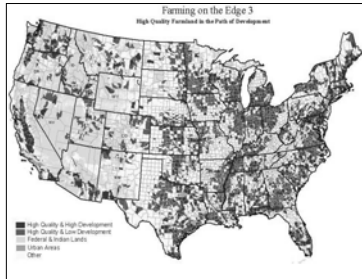 Farming on the Edge 3
High Quality Farmland in the Path of Development
High Quality & High Development
High Quality & Low Development
Federal & Indian Lands
Urban Areas
Other